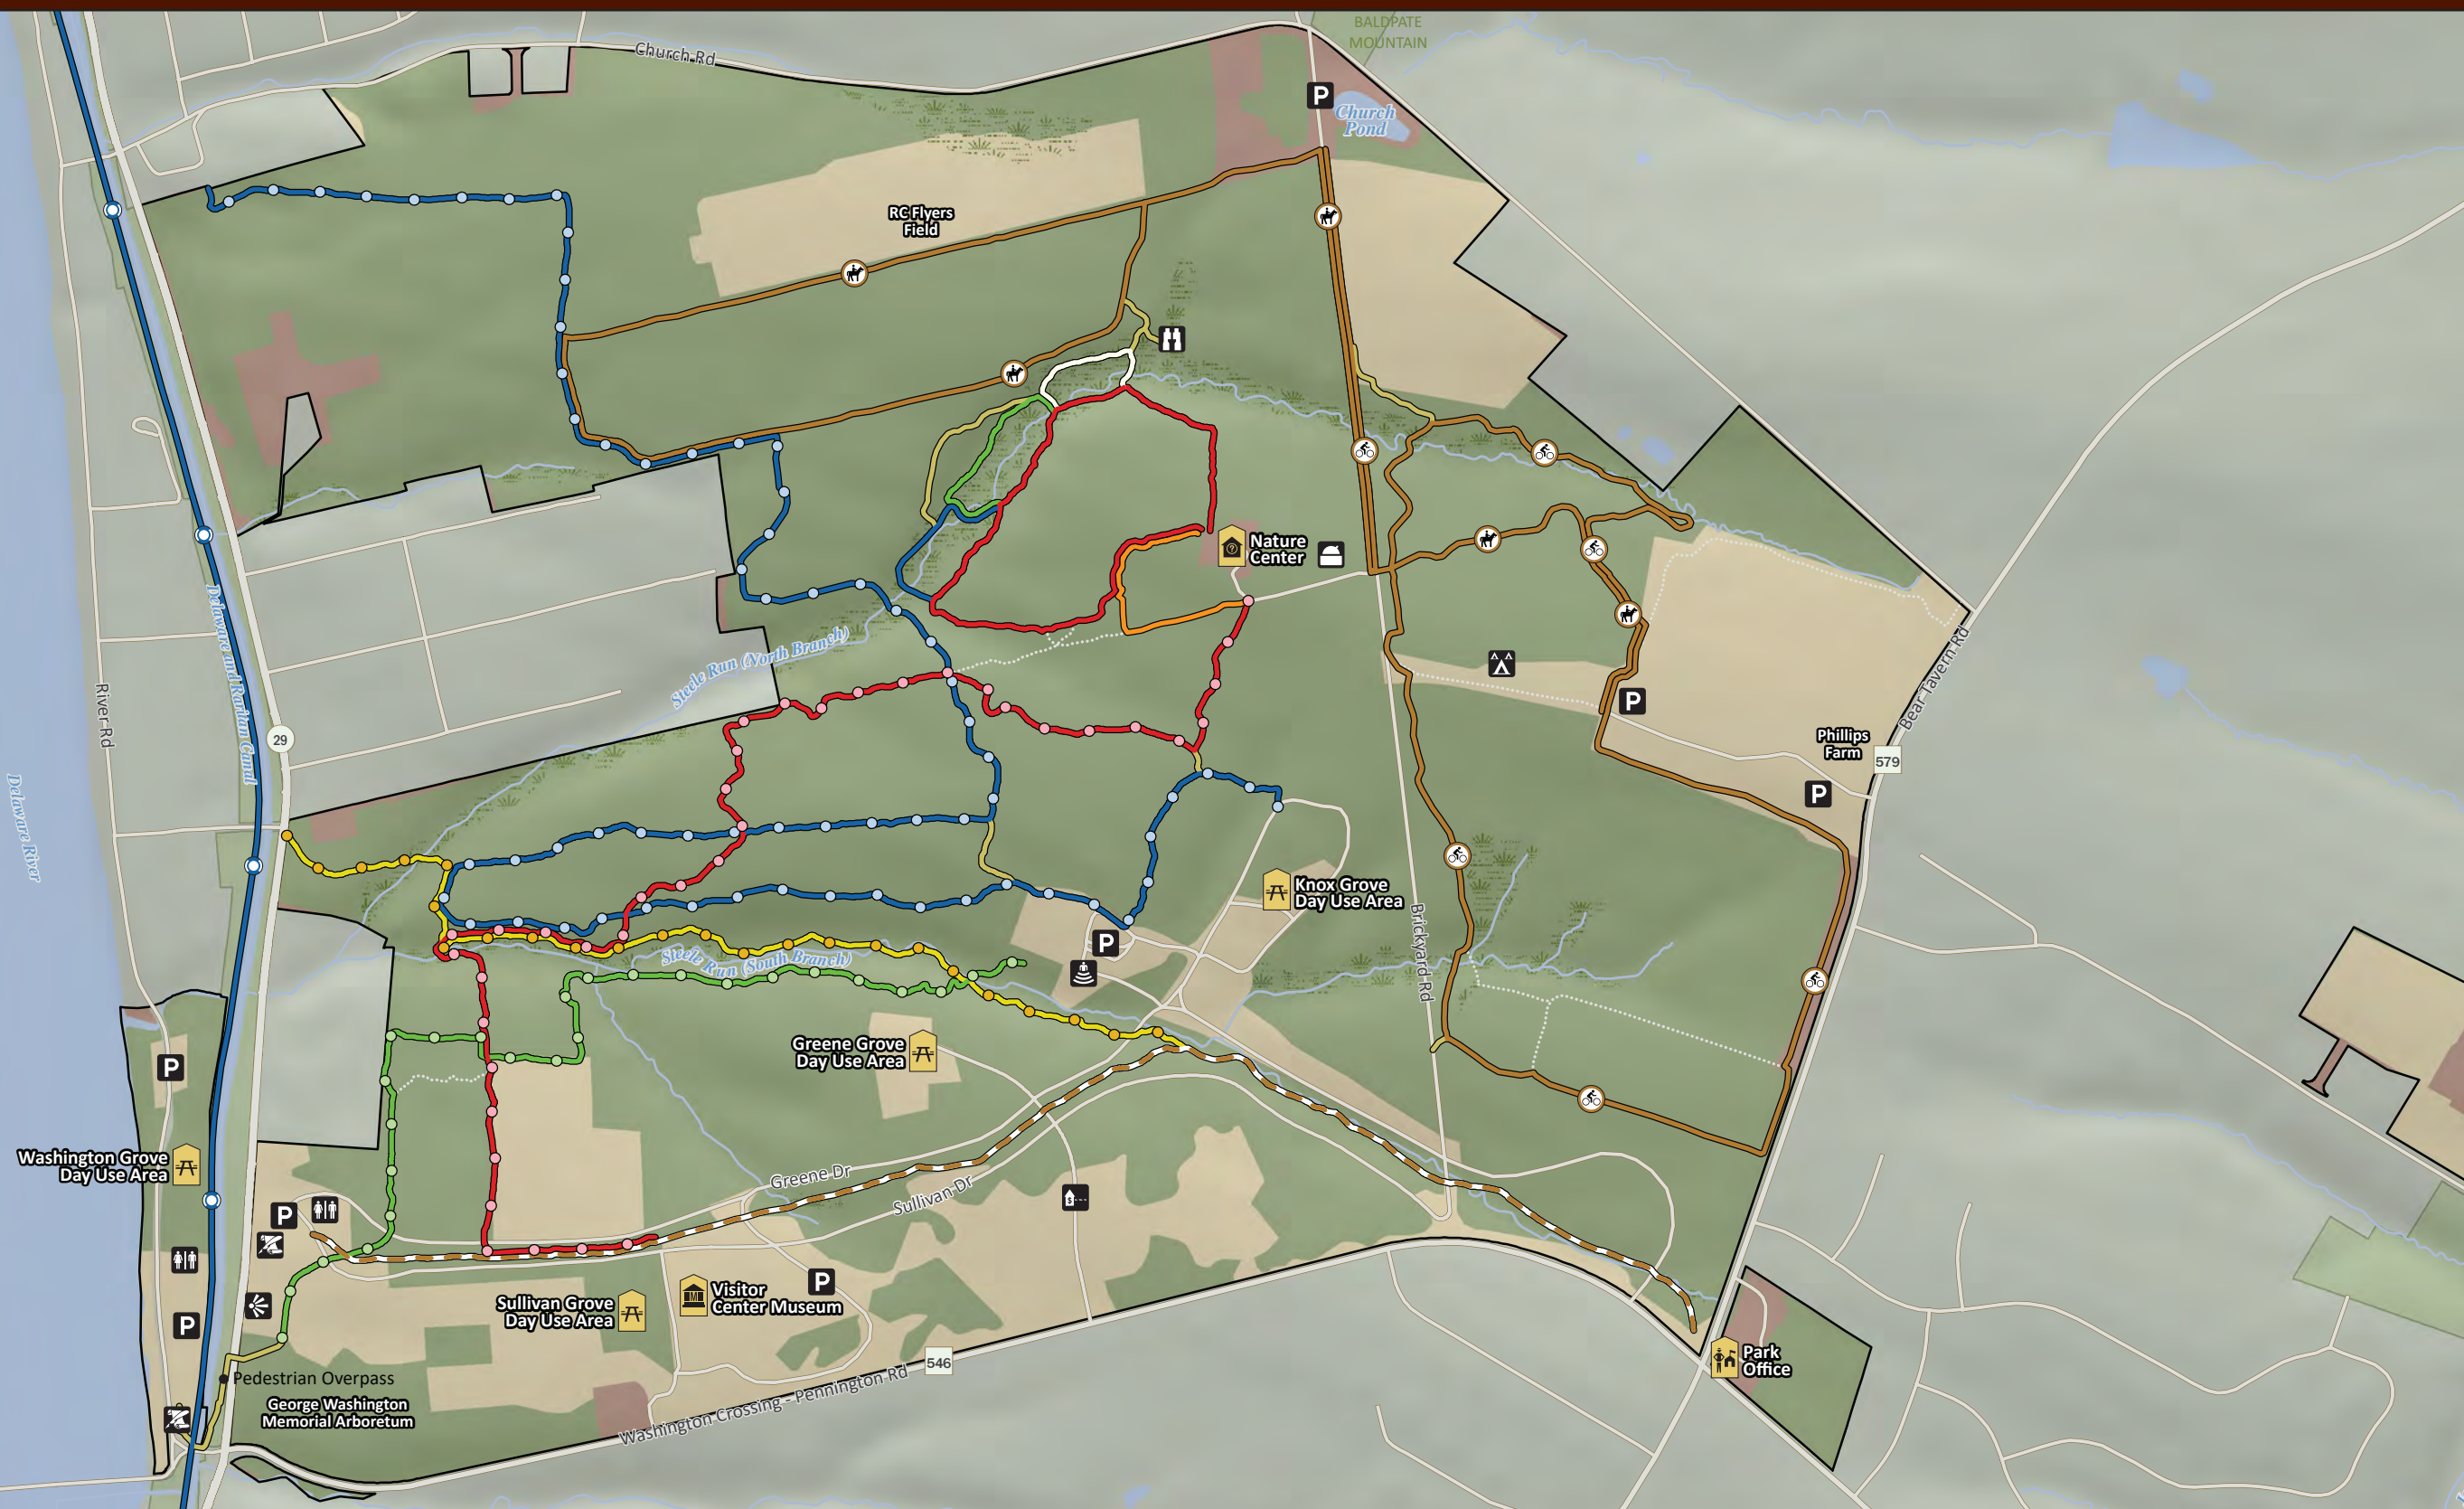 BALDPATE
MOUNTAIN
Church Rd
P
Church
Pond
RC Flyers
Field
Nature
Center
Delaware and Raritan Canal
Steele Run (North Branch)
River Rd
29
Bear Tavern Rd
P
Phillips
Farm
579
P
Delaware River
Knox Grove
Day Use Area
Brickyard Rd
P
Steele Run (South Branch)
Greene Grove
Day Use Area
P
Washington Grove
Day Use Area
Greene Dr
Sullivan Dr
P
Visitor
Center Museum
P
Sullivan Grove
Day Use Area
P
546
Park
Office
Pedestrian Overpass
Washington Crossing - Pennington Rd
George Washington
Memorial Arboretum